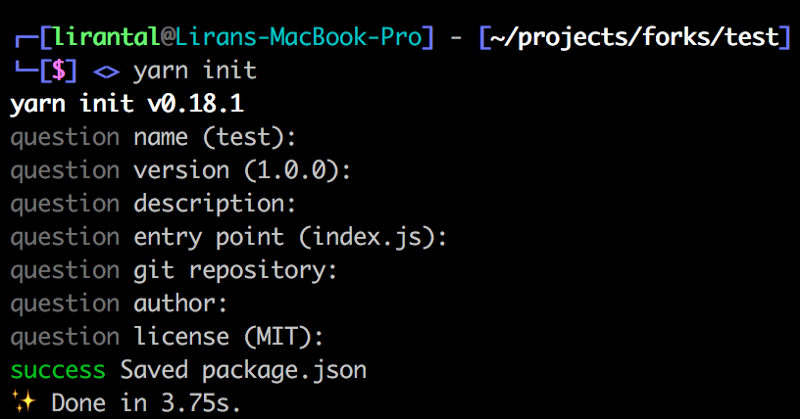 ┌─[lirantal@Lirans-MacBook-Pro] - [~/projects/forks/test]
└─[$] <> yarn init
yarn init v0.18.1
question name (test):
question version (1.0.0):
question description:
question entry point (index.js):
question git repository:
question author:
question license (MIT):
success Saved package.json
✨ Done in 3.75s.